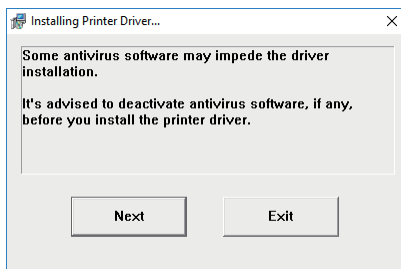 Installing Printer Driver...
Some antivirus software may impede the driver
installation.
It's advised to deactivate antivirus software, if any,
before you install the printer driver.
Next
Exit